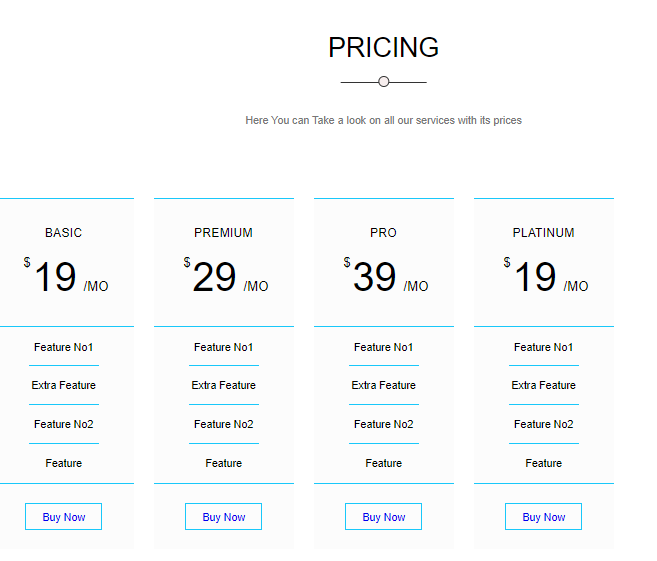 PRICING
Here You can Take a look on all our services with its prices
BASIC
$19 /MO
Feature No1
Extra Feature
Feature No2
Feature
Buy Now
PREMIUM
$29 /MO
Feature No1
Extra Feature
Feature No2
Feature
Buy Now
PRO
$39 /MO
Feature No1
Extra Feature
Feature No2
Feature
Buy Now
PLATINUM
$19 /MO
Feature No1
Extra Feature
Feature No2
Feature
Buy Now